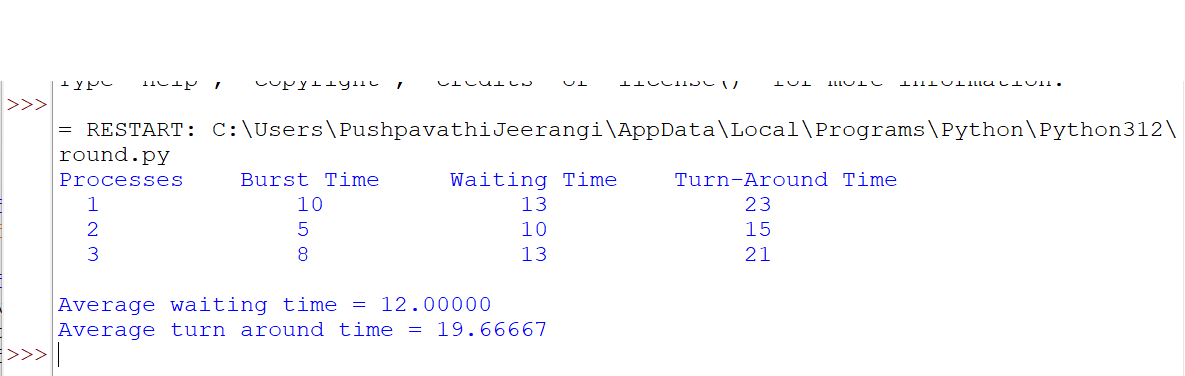 Type "help", "copyright", "credits" or "license()" for more information.
>>>
= RESTART: C:\Users\PushpavathiJeerangi\AppData\Local\Programs\Python\Python312\
round.py
Processes Burst Time Waiting Time Turn-Around Time
1 10 13 23
2 5 10 15
3 8 13 21
Average waiting time = 12.00000
Average turn around time = 19.66667
>>>